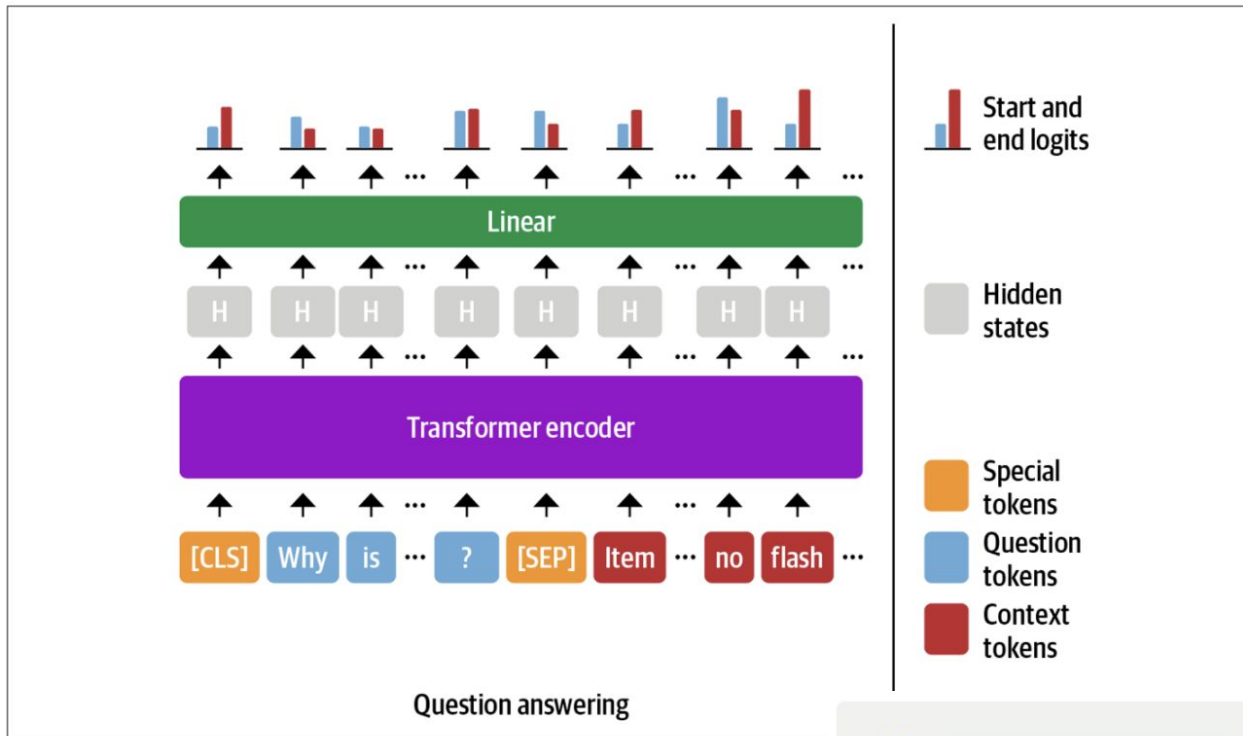 Start and
end logits
... ... ...
Linear
... ... ...
H H H H H H H H
Hidden
states
... ... ...
Transformer encoder
... ... ...
[CLS] Why is ... ? [SEP] Item ... no flash ...
Special
tokens
Question
tokens
Context
tokens
Question answering